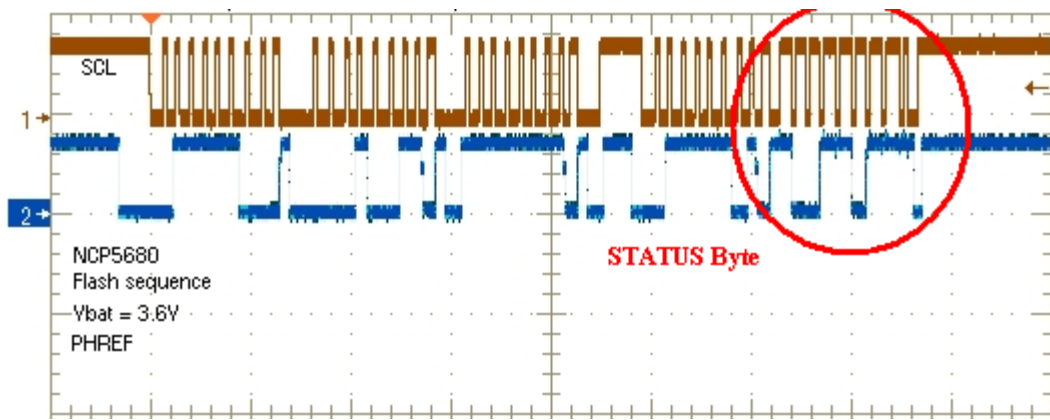 SCL
1
2
NCP5680
Flash sequence
STATUS Byte
Vbat = 3.6V
PHREF